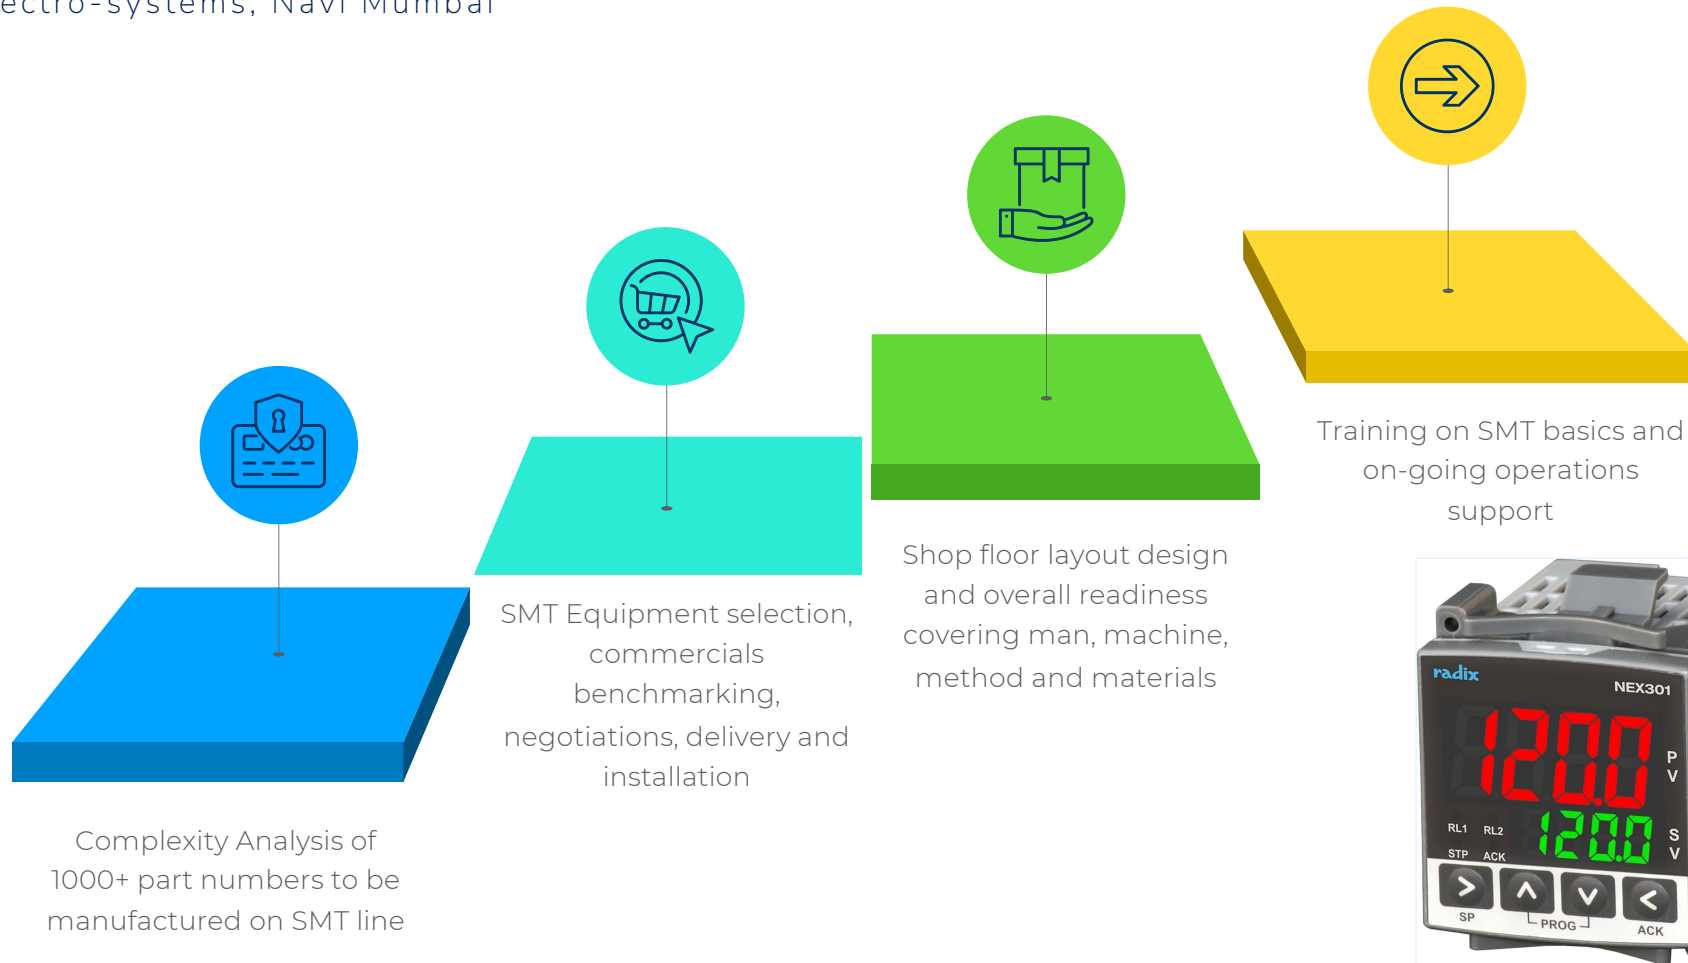 ectro-systems, Navi Mumbai
Training on SMT basics and
on-going operations
support
Shop floor layout design
and overall readiness
covering man, machine,
method and materials
SMT Equipment selection,
commercials
benchmarking,
negotiations, delivery and
installation
Complexity Analysis of
1000+ part numbers to be
manufactured on SMT line
radix
NEX301
120.0
PV
RL1 RL2
120.0
SV
STP ACK
SP
PROG
ACK